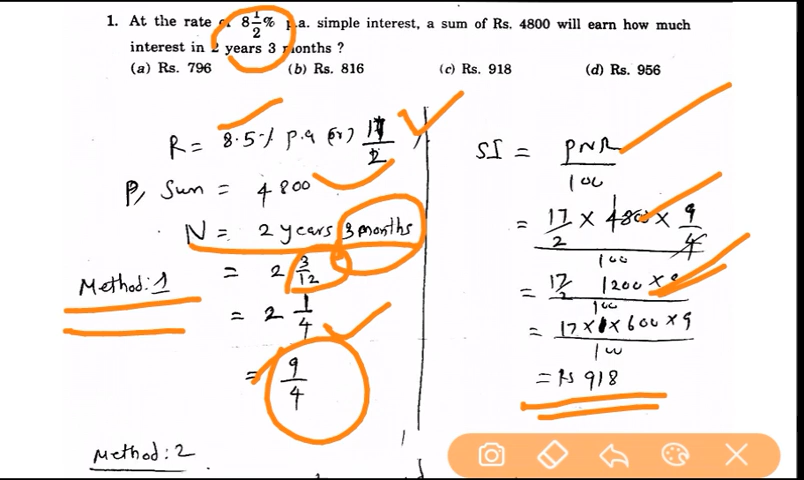 1. At the rate of 8 1/2 % p.a. simple interest, a sum of Rs. 4800 will earn how much
interest in 2 years 3 months ?
(a) Rs. 796 (b) Rs. 816 (c) Rs. 918 (d) Rs. 956
R = 8.5% p.a (or) 17/2
P, Sum = 4800
N = 2 years 3 months
= 2 3/12
= 2 1/4
= 9/4
Method:1
SI = PNR/100
= 17/2 × 4800 × 9/4
100
= 17/2 1200 × 9
100
= 17 × 1 × 600 × 9
100
= Rs 918
Method:2